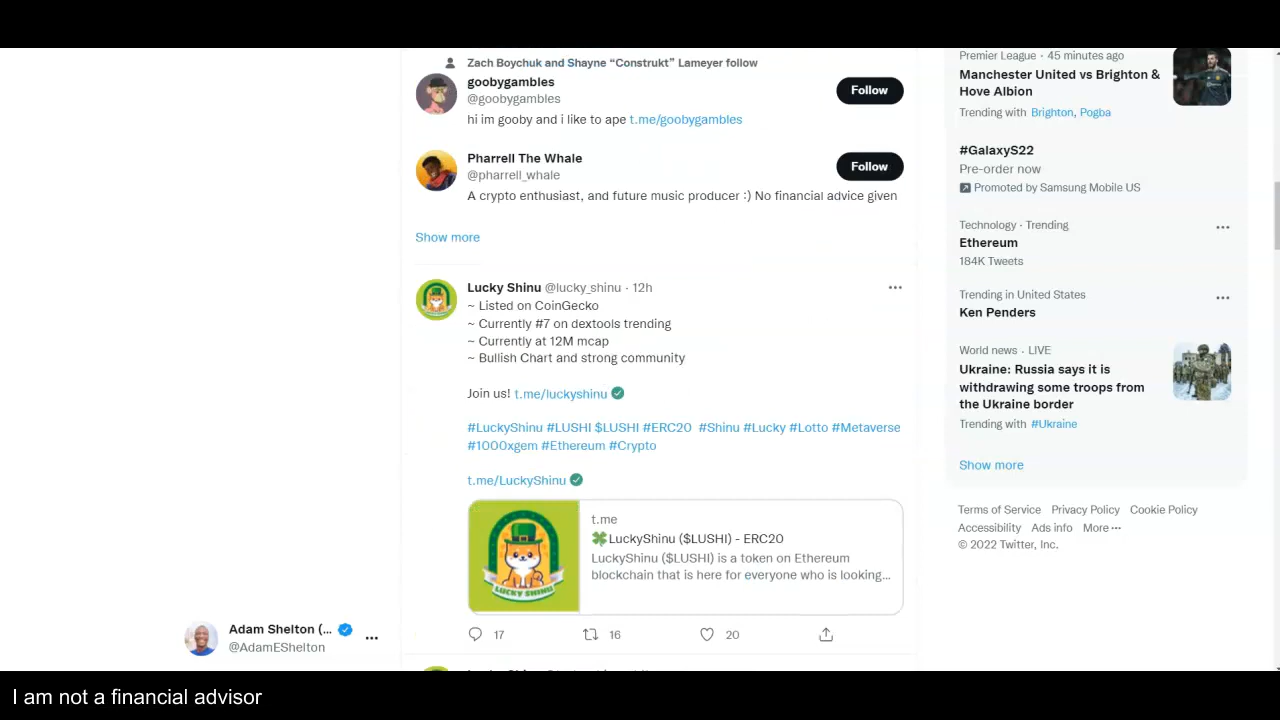 Zach Boychuk and Shayne “Construkt” Lameyer follow
goobygambles
@goobygambles
Follow
hi im gooby and i like to ape t.me/goobygambles
Pharrell The Whale
@pharrell_whale
Follow
A crypto enthusiast, and future music producer :) No financial advice given
Show more
Lucky Shinu @lucky_shinu · 12h
~ Listed on CoinGecko
~ Currently #7 on dextools trending
~ Currently at 12M mcap
~ Bullish Chart and strong community
Join us! t.me/luckyshinu
#LuckyShinu #LUSHI $LUSHI #ERC20 #Shinu #Lucky #Lotto #Metaverse
#1000xgem #Ethereum #Crypto
t.me/LuckyShinu
LUCKY SHINU
t.me
🍀LuckyShinu ($LUSHI) - ERC20
LuckyShinu ($LUSHI) is a token on Ethereum
blockchain that is here for everyone who is looking...
17 16 20
Premier League · 45 minutes ago
Manchester United vs Brighton &
Hove Albion
Trending with Brighton, Pogba
#GalaxyS22
Pre-order now
Promoted by Samsung Mobile US
Technology · Trending
Ethereum
184K Tweets
Trending in United States
Ken Penders
World news · LIVE
Ukraine: Russia says it is
withdrawing some troops from
the Ukraine border
Trending with #Ukraine
Show more
Terms of Service Privacy Policy Cookie Policy
Accessibility Ads info More ···
© 2022 Twitter, Inc.
Adam Shelton (...
@AdamEShelton
I am not a financial advisor